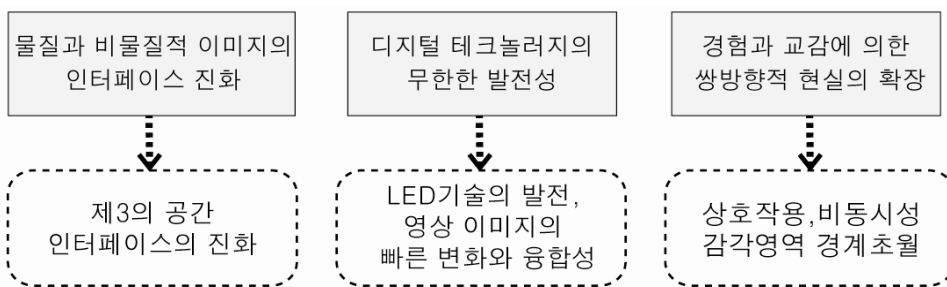 물질과 비물질적 이미지의
인터페이스 진화
디지털 테크놀러지의
무한한 발전성
경험과 교감에 의한
쌍방향적 현실의 확장
제3의 공간
인터페이스의 진화
LED기술의 발전,
영상 이미지의
빠른 변화와 융합성
상호작용,비동시성
감각영역 경계초월